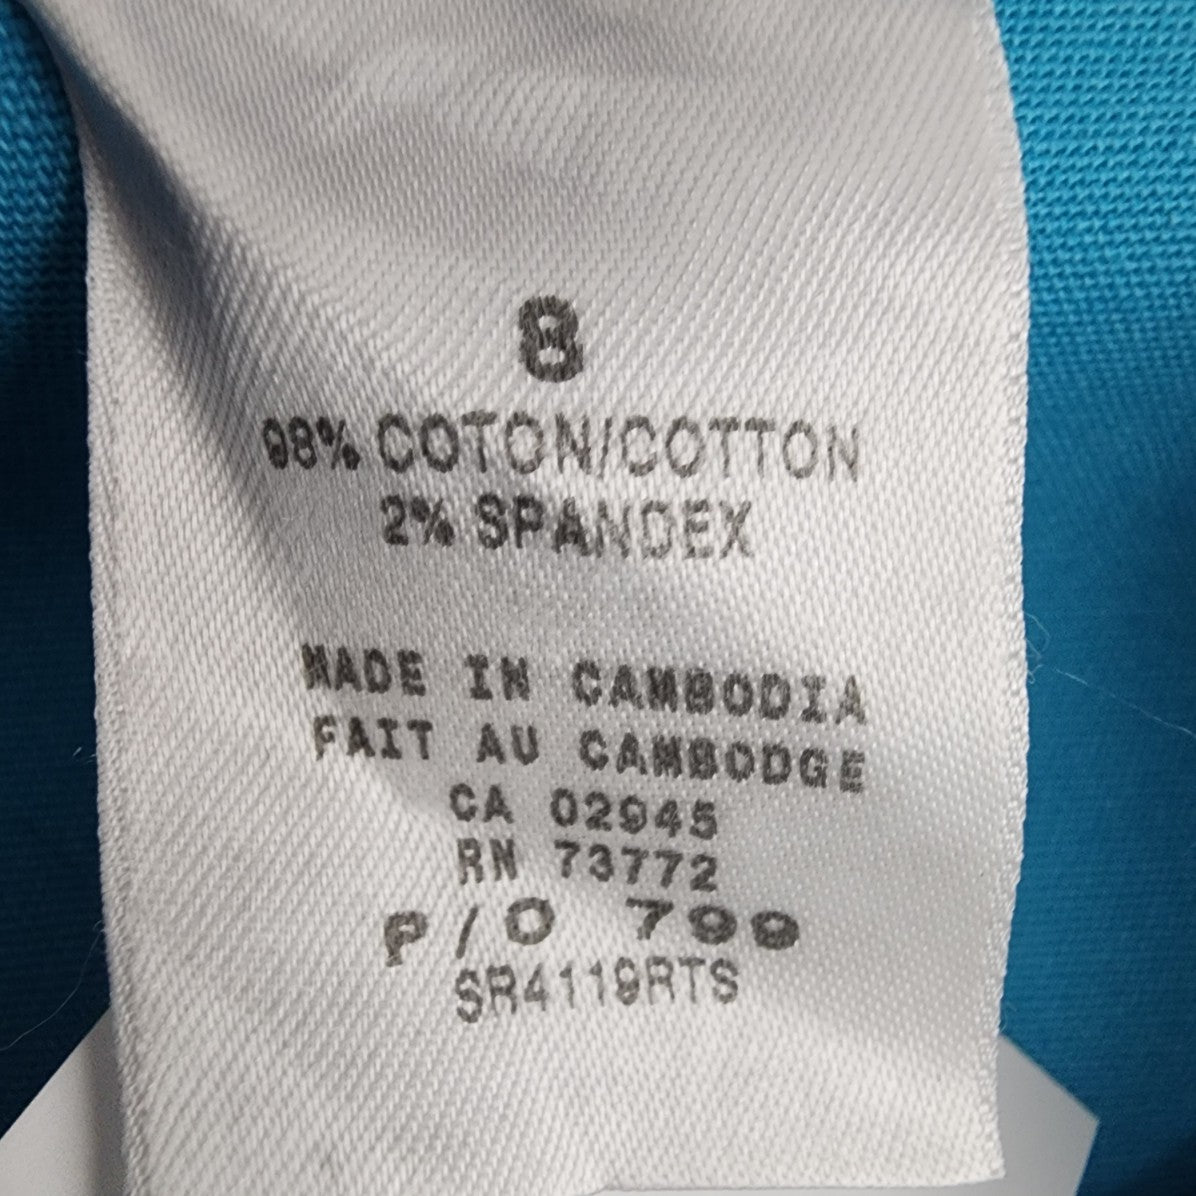 8
98% COTON/COTTON
2% SPANDEX
MADE IN CAMBODIA
FAIT AU CAMBODGE
CA 02945
RN 73772
P/O 799
SR4119RTS